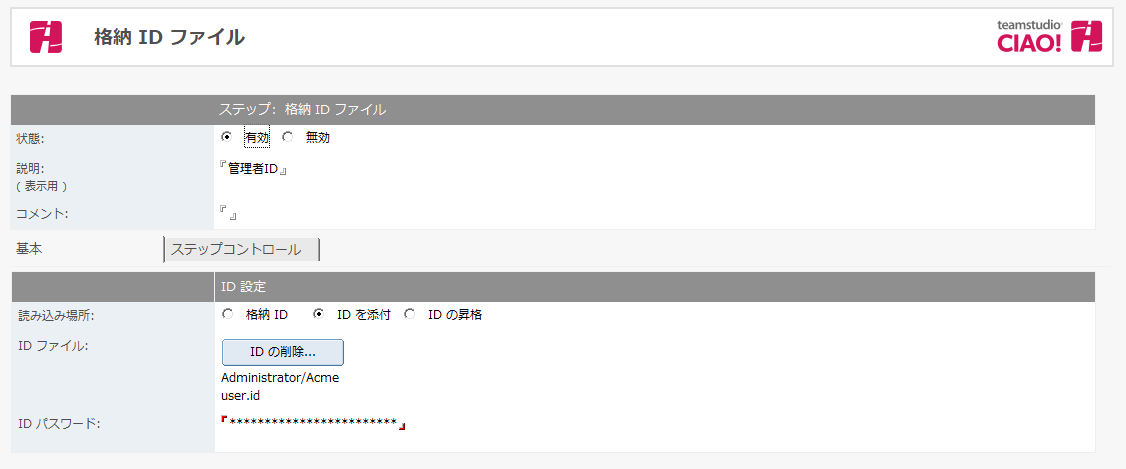 格納 ID ファイル
teamstudio
CIAO!
ステップ: 格納 ID ファイル
状態: 有効 無効
説明: 『管理者ID』
( 表示用 )
コメント: 『 』
基本 ステップコントロール
ID 設定
読み込み場所: 格納 ID ID を添付 ID の昇格
ID ファイル: ID の削除...
Administrator/Acme
user.id
ID パスワード: 『************************』